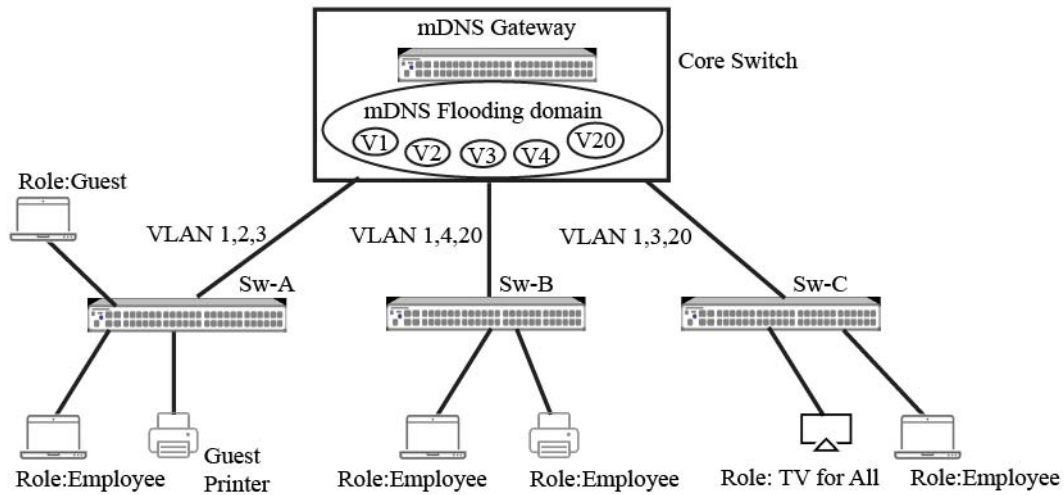 mDNS Gateway
Core Switch
mDNS Flooding domain
V1
V2
V3
V4
V20
Role:Guest
VLAN 1,2,3
VLAN 1,4,20
VLAN 1,3,20
Sw-A
Sw-B
Sw-C
Role:Employee
Guest
Printer
Role:Employee
Role:Employee
Role: TV for All
Role:Employee